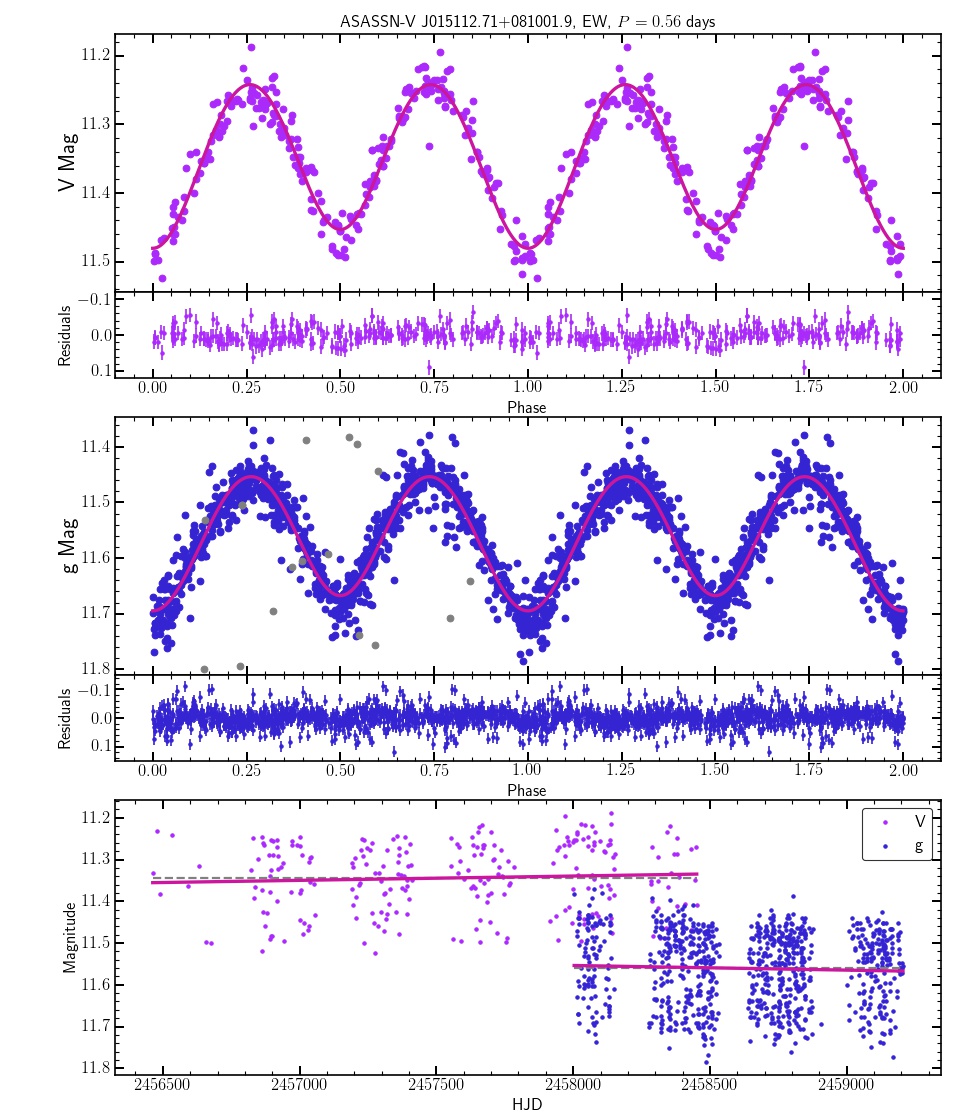 ASASSN-V J015112.71+081001.9, EW, P = 0.56 days
11.2
11.3
11.4
11.5
V Mag
−0.1
0.0
0.1
Residuals
0.00 0.25 0.50 0.75 1.00 1.25 1.50 1.75 2.00
Phase
11.4
11.5
11.6
11.7
11.8
g Mag
−0.1
0.0
0.1
Residuals
0.00 0.25 0.50 0.75 1.00 1.25 1.50 1.75 2.00
Phase
11.2
11.3
11.4
11.5
11.6
11.7
11.8
Magnitude
V
g
2456500 2457000 2457500 2458000 2458500 2459000
HJD